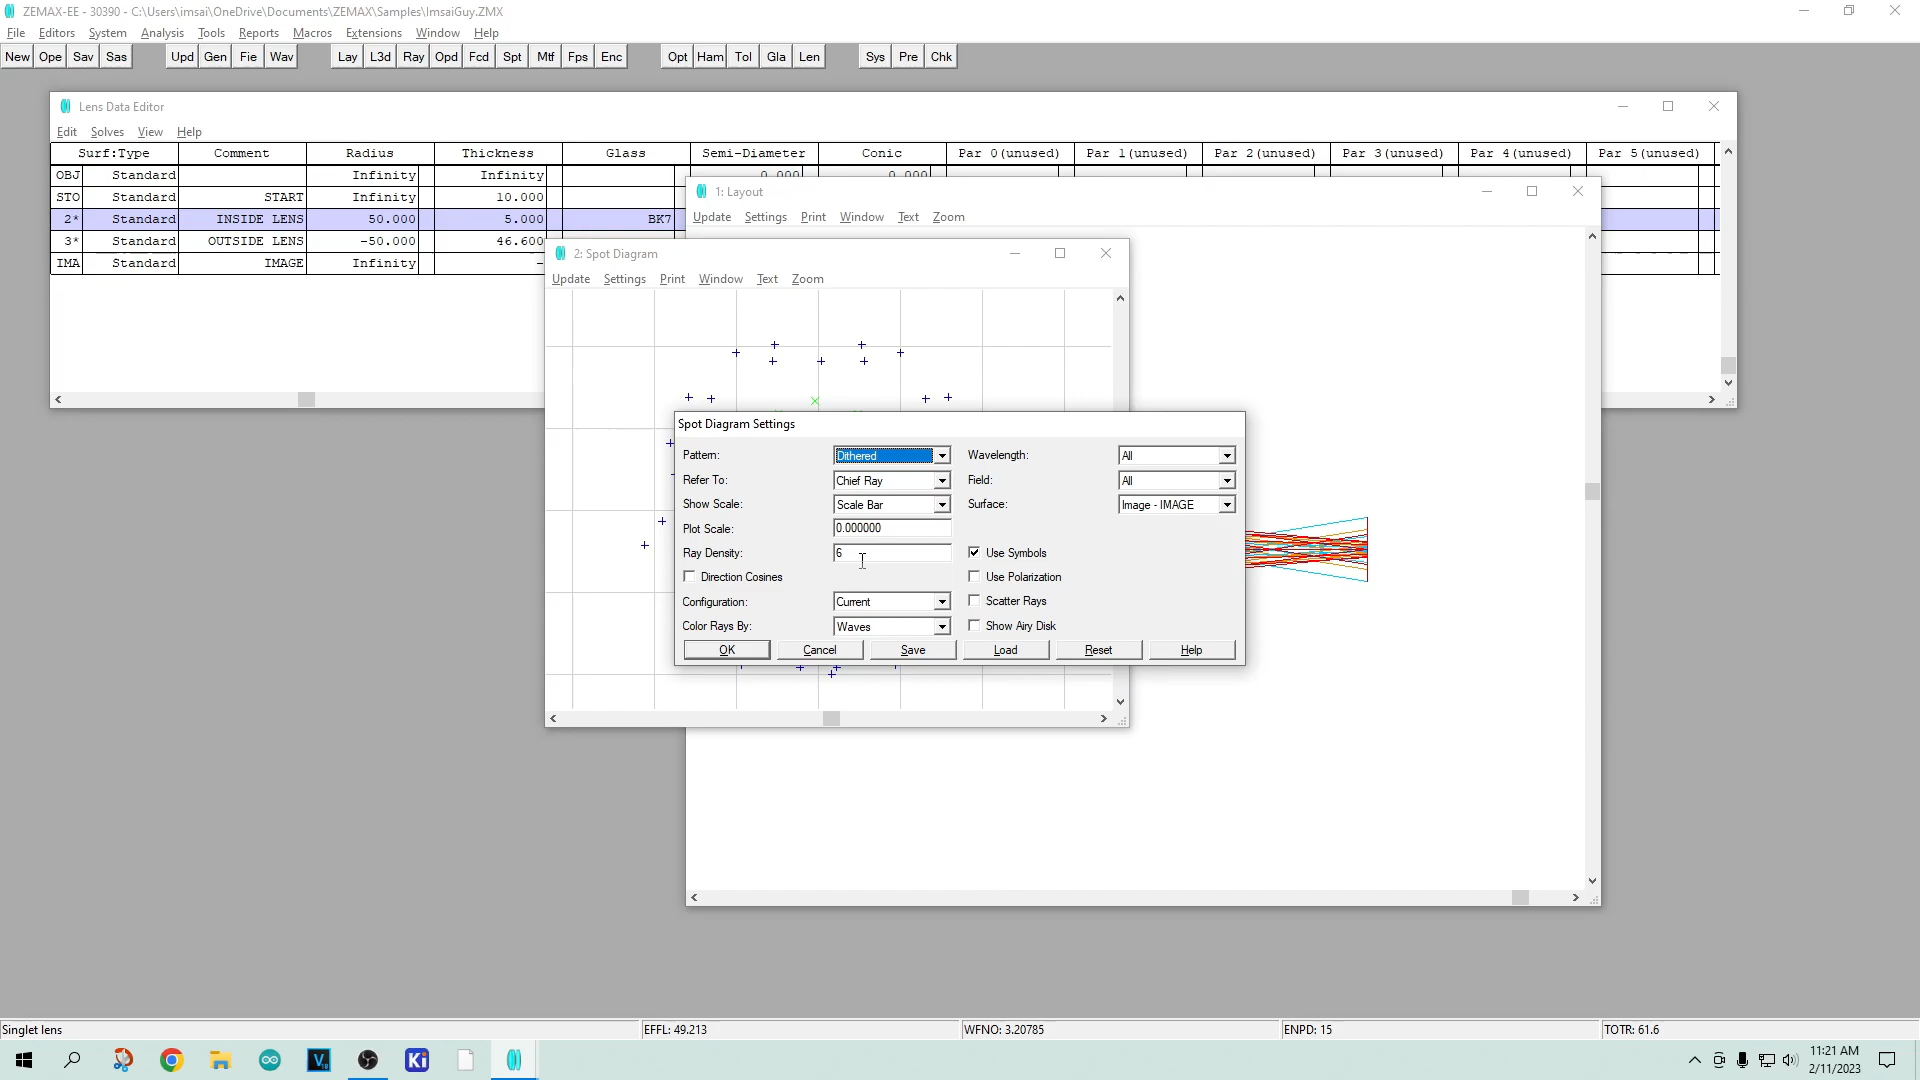 ZEMAX-EE - 30390 - C:\Users\imsai\OneDrive\Documents\ZEMAX\Samples\ImsaiGuy.ZMX
File Editors System Analysis Tools Reports Macros Extensions Window Help
New Ope Sav Sas Upd Gen Fie Wav Lay L3d Ray Opd Fcd Spt Mtf Fps Enc Opt Ham Tol Gla Len Sys Pre Chk
Lens Data Editor
Edit Solves View Help
Surf:Type Comment Radius Thickness Glass Semi-Diameter Conic Par 0(unused) Par 1(unused) Par 2(unused) Par 3(unused) Par 4(unused) Par 5(unused)
OBJ Standard Infinity Infinity 0.000 0.000
STO Standard START Infinity 10.000
2* Standard INSIDE LENS 50.000 5.000 BK7
3* Standard OUTSIDE LENS -50.000 46.600
IMA Standard IMAGE Infinity -
1: Layout
Update Settings Print Window Text Zoom
2: Spot Diagram
Update Settings Print Window Text Zoom
Spot Diagram Settings
Pattern: Dithered Wavelength: All
Refer To: Chief Ray Field: All
Show Scale: Scale Bar Surface: Image - IMAGE
Plot Scale: 0.000000
Ray Density: 6 Use Symbols
Direction Cosines Use Polarization
Configuration: Current Scatter Rays
Color Rays By: Waves Show Airy Disk
OK Cancel Save Load Reset Help
Singlet lens EFFL: 49.213 WFNO: 3.20785 ENPD: 15 TOTR: 61.6
Ki
11:21 AM
2/11/2023